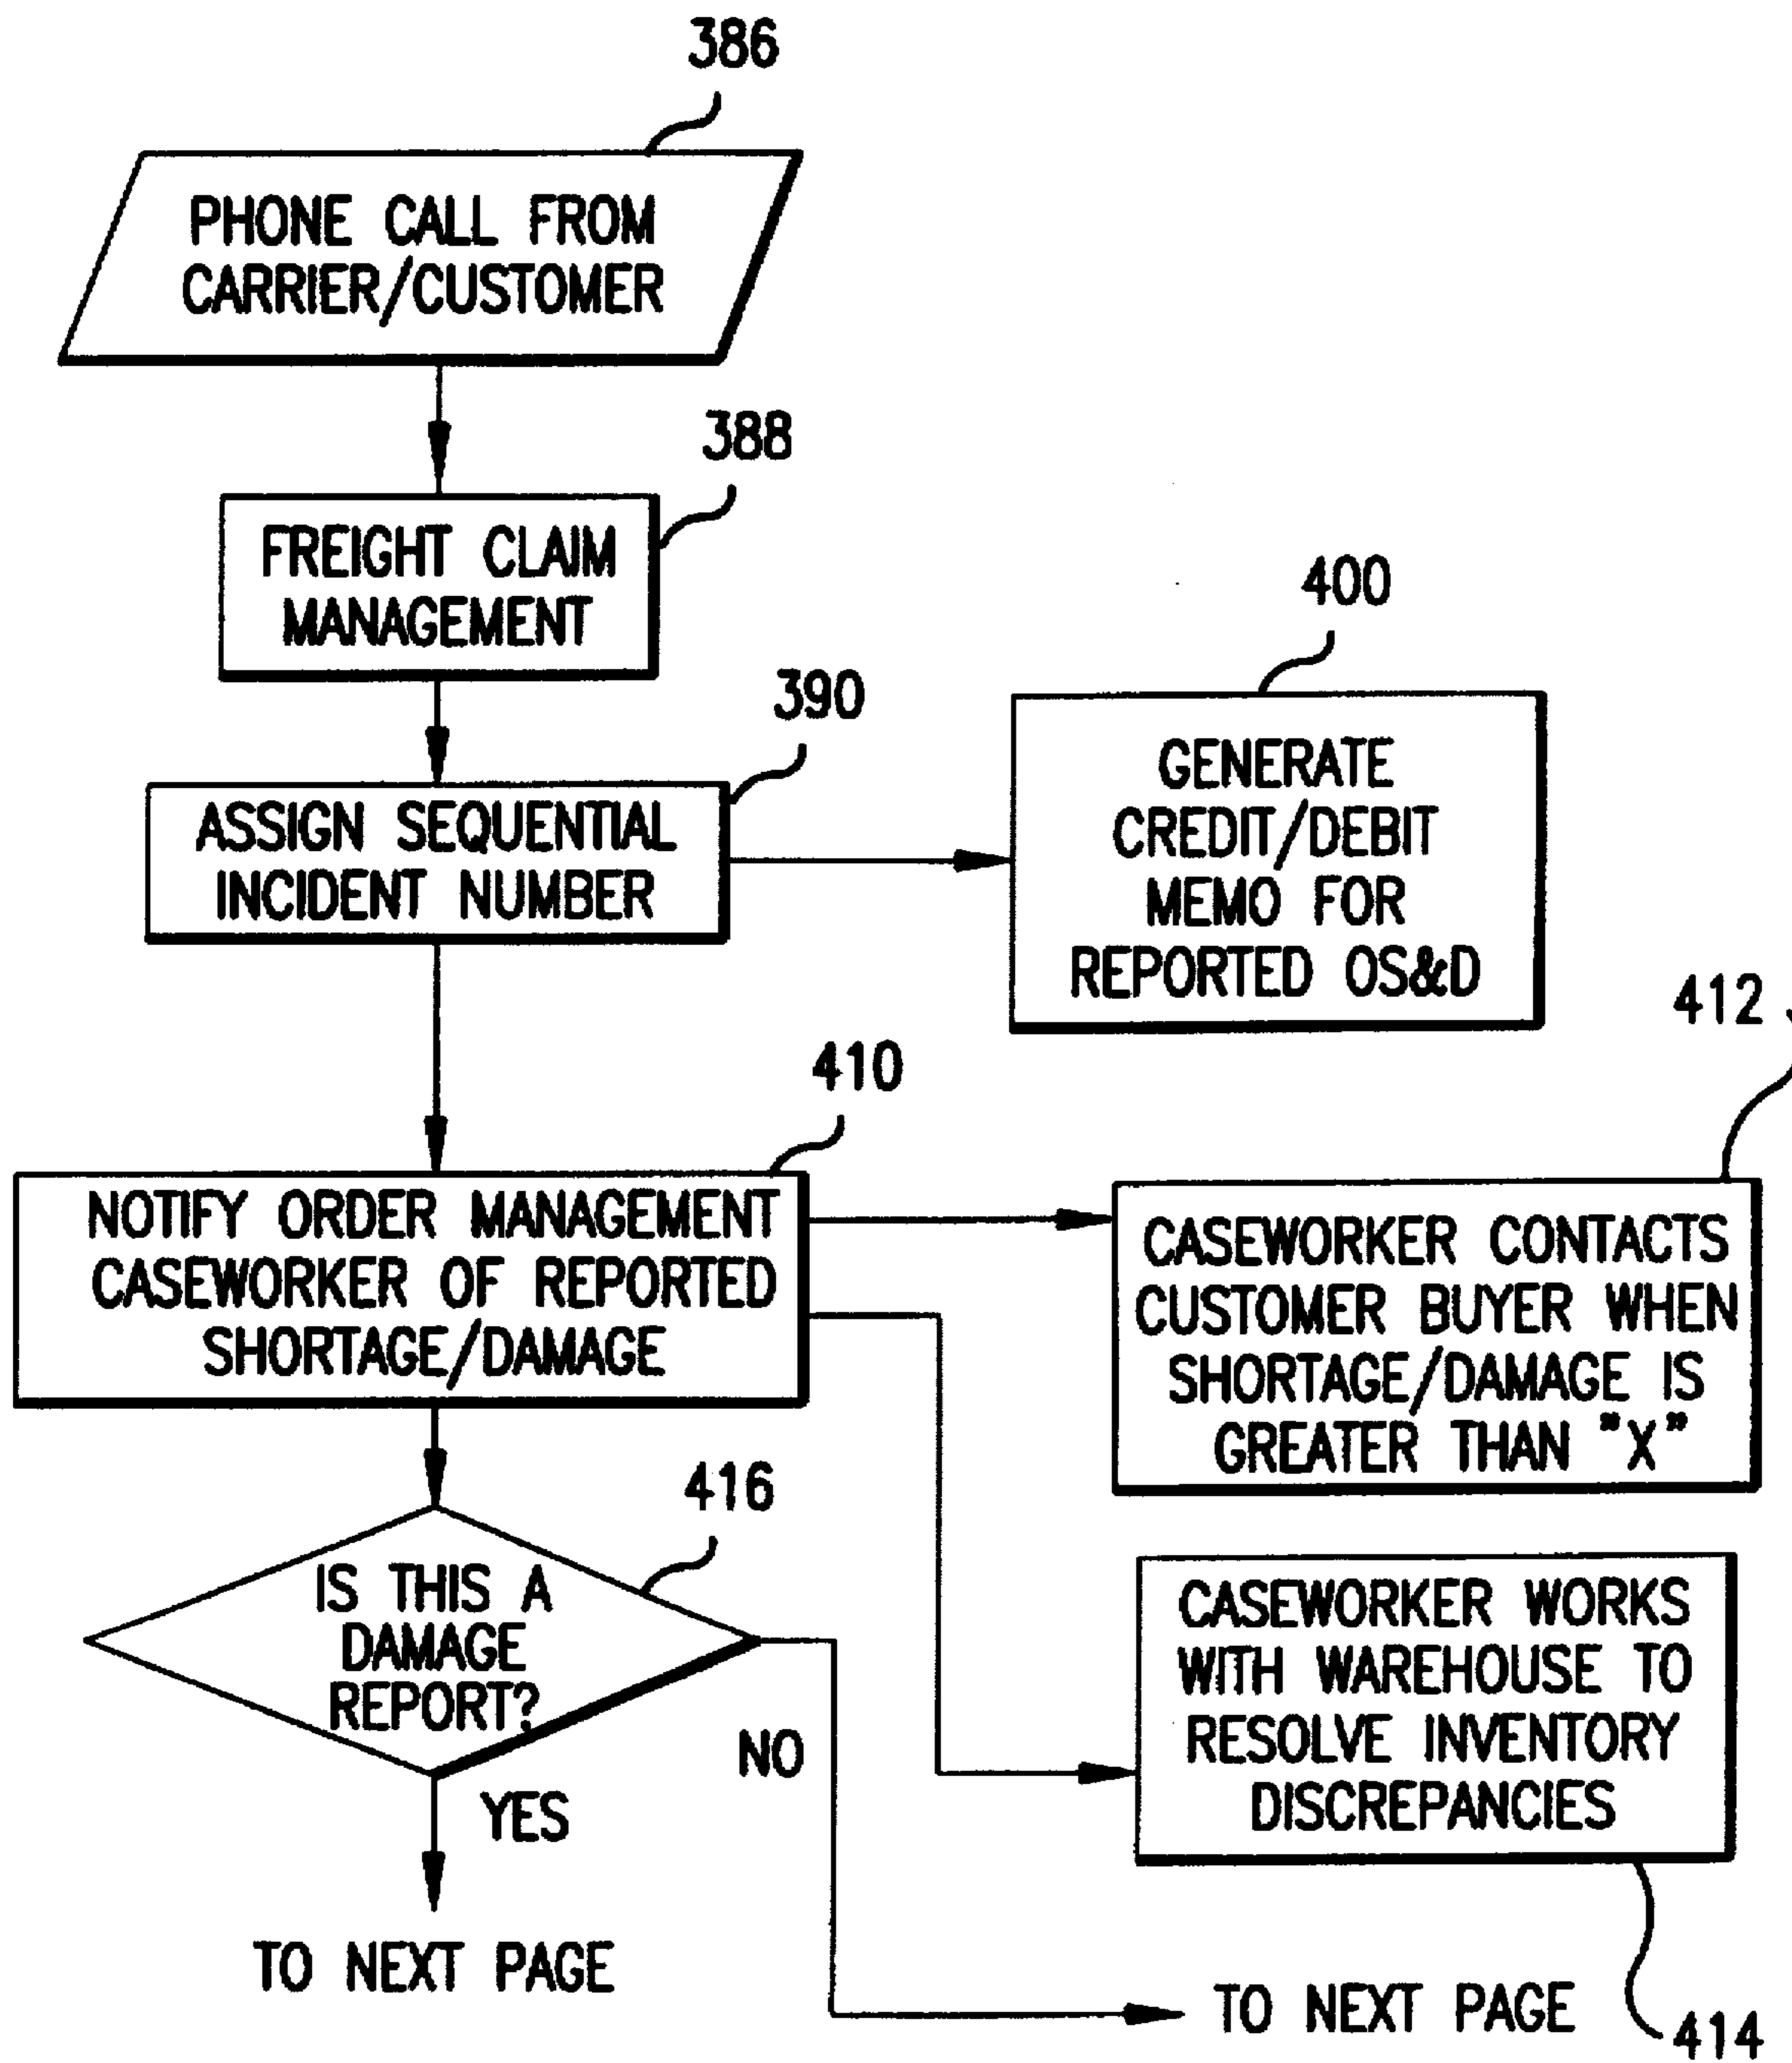 386
PHONE CALL FROM
CARRIER/CUSTOMER
388
FREIGHT CLAIM
MANAGEMENT
390
ASSIGN SEQUENTIAL
INCIDENT NUMBER
400
GENERATE
CREDIT/DEBIT
MEMO FOR
REPORTED OS&D
410
NOTIFY ORDER MANAGEMENT
CASEWORKER OF REPORTED
SHORTAGE/DAMAGE
412
CASEWORKER CONTACTS
CUSTOMER BUYER WHEN
SHORTAGE/DAMAGE IS
GREATER THAN "X"
416
IS THIS A
DAMAGE
REPORT?
NO
YES
CASEWORKER WORKS
WITH WAREHOUSE TO
RESOLVE INVENTORY
DISCREPANCIES
414
TO NEXT PAGE
TO NEXT PAGE